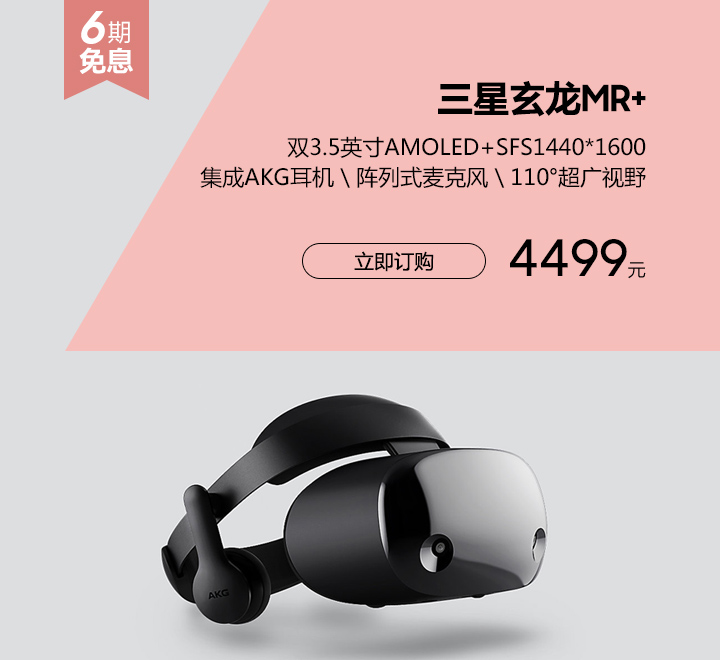 6期
免息
三星玄龙MR+
双3.5英寸AMOLED+SFS1440*1600
集成AKG耳机 \ 阵列式麦克风 \ 110°超广视野
立即订购 4499元
AKG